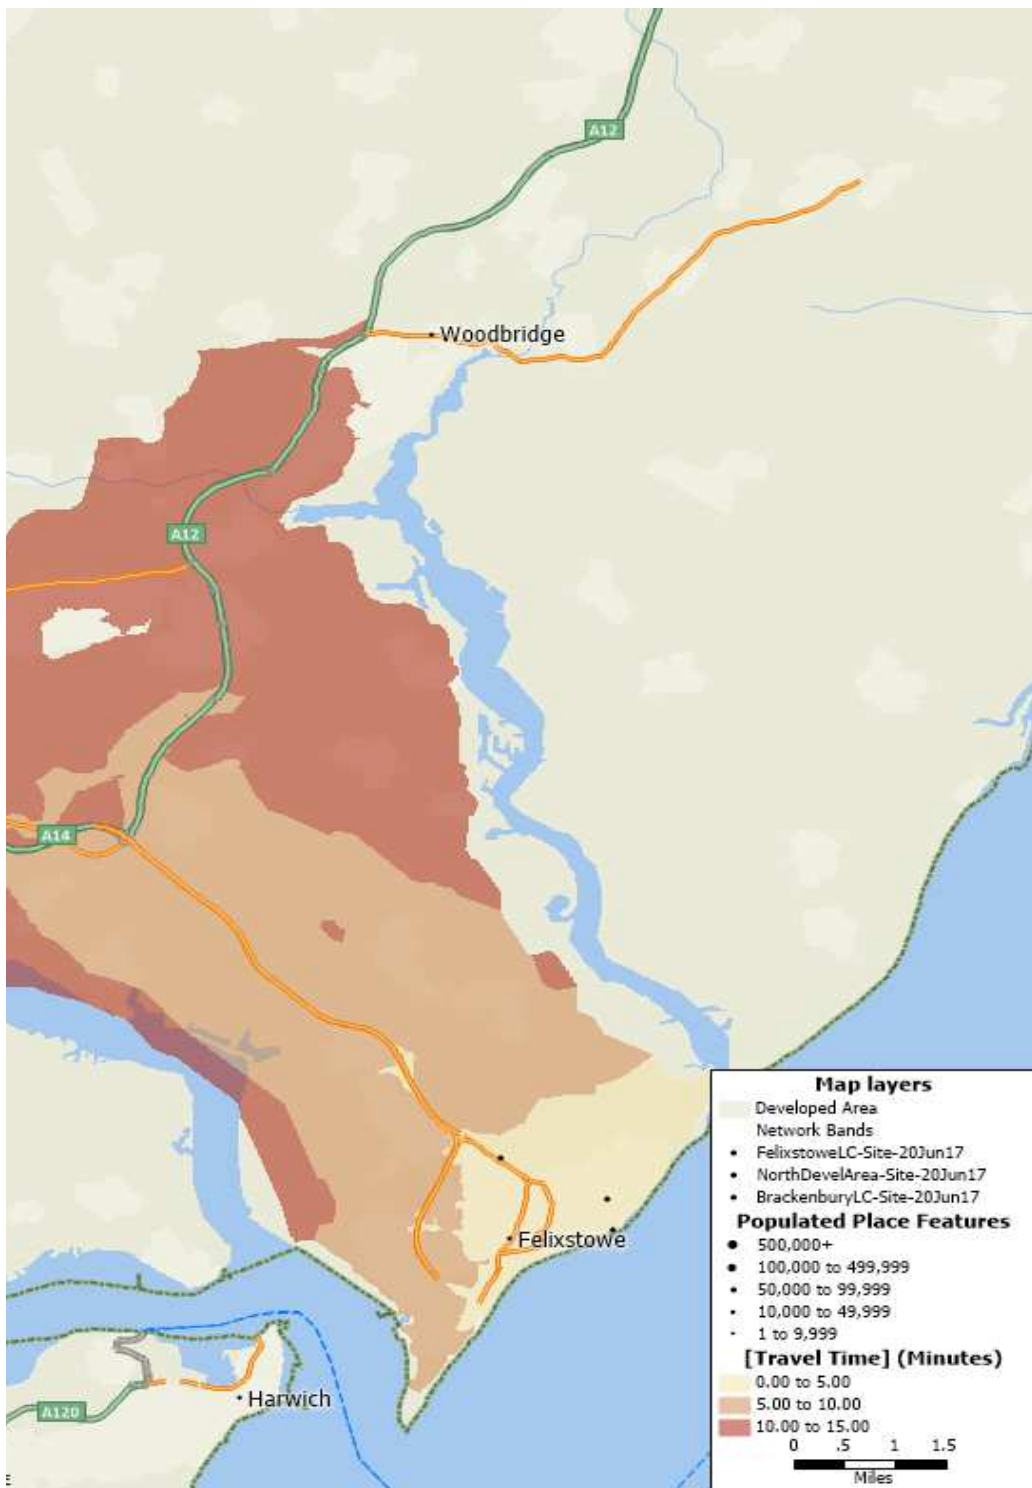 A12
Woodbridge
A12
A14
Felixstowe
Harwich
A120
E
Map layers
Developed Area
Network Bands
FelixstoweLC-Site-20Jun17
NorthDevelArea-Site-20Jun17
BrackenburyLC-Site-20Jun17
Populated Place Features
500,000+
100,000 to 499,999
50,000 to 99,999
10,000 to 49,999
1 to 9,999
[Travel Time] (Minutes)
0.00 to 5.00
5.00 to 10.00
10.00 to 15.00
0 .5 1 1.5
Miles